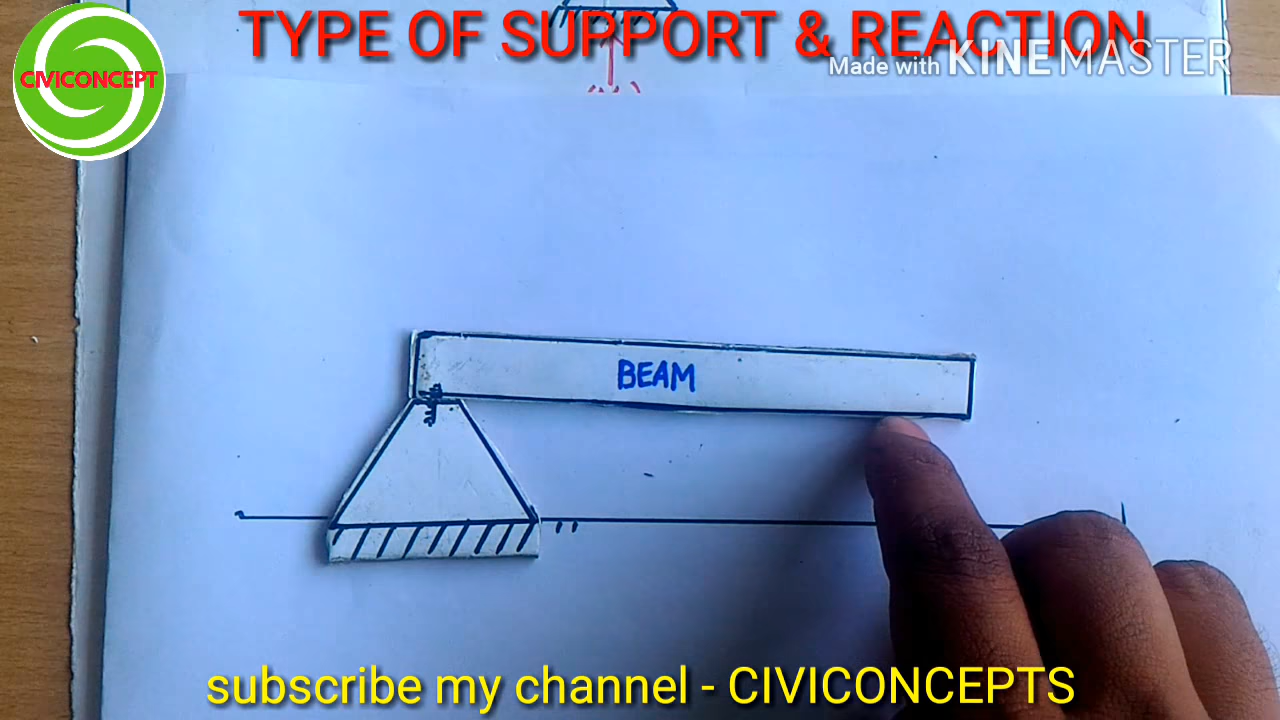 TYPE OF SUPPORT & REACTION
Made with KINEMASTER
CIVICONCEPT
BEAM
subscribe my channel - CIVICONCEPTS